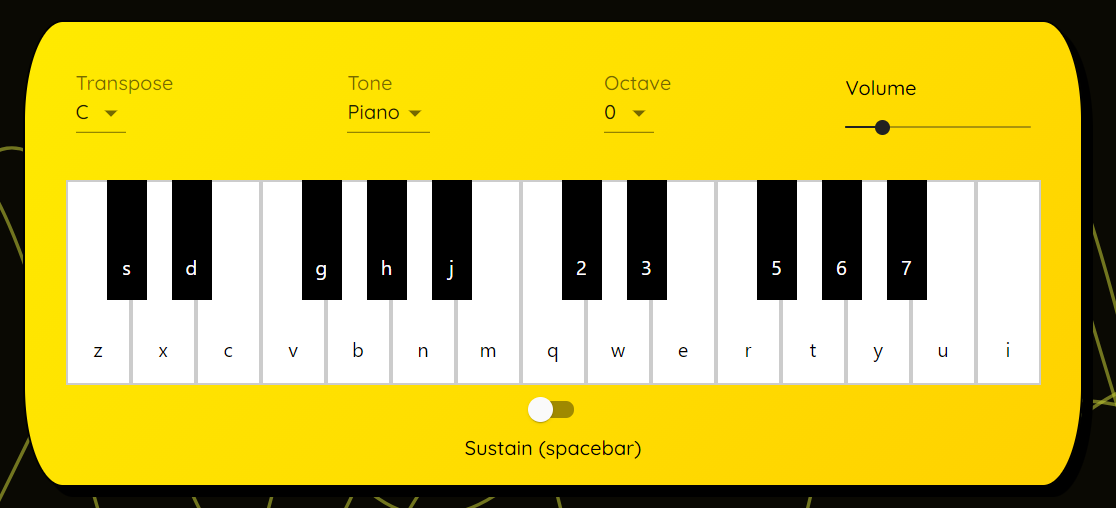 Transpose
C
Tone
Piano
Octave
0
Volume
s d g h j 2 3 5 6 7
z x c v b n m q w e r t y u i
Sustain (spacebar)